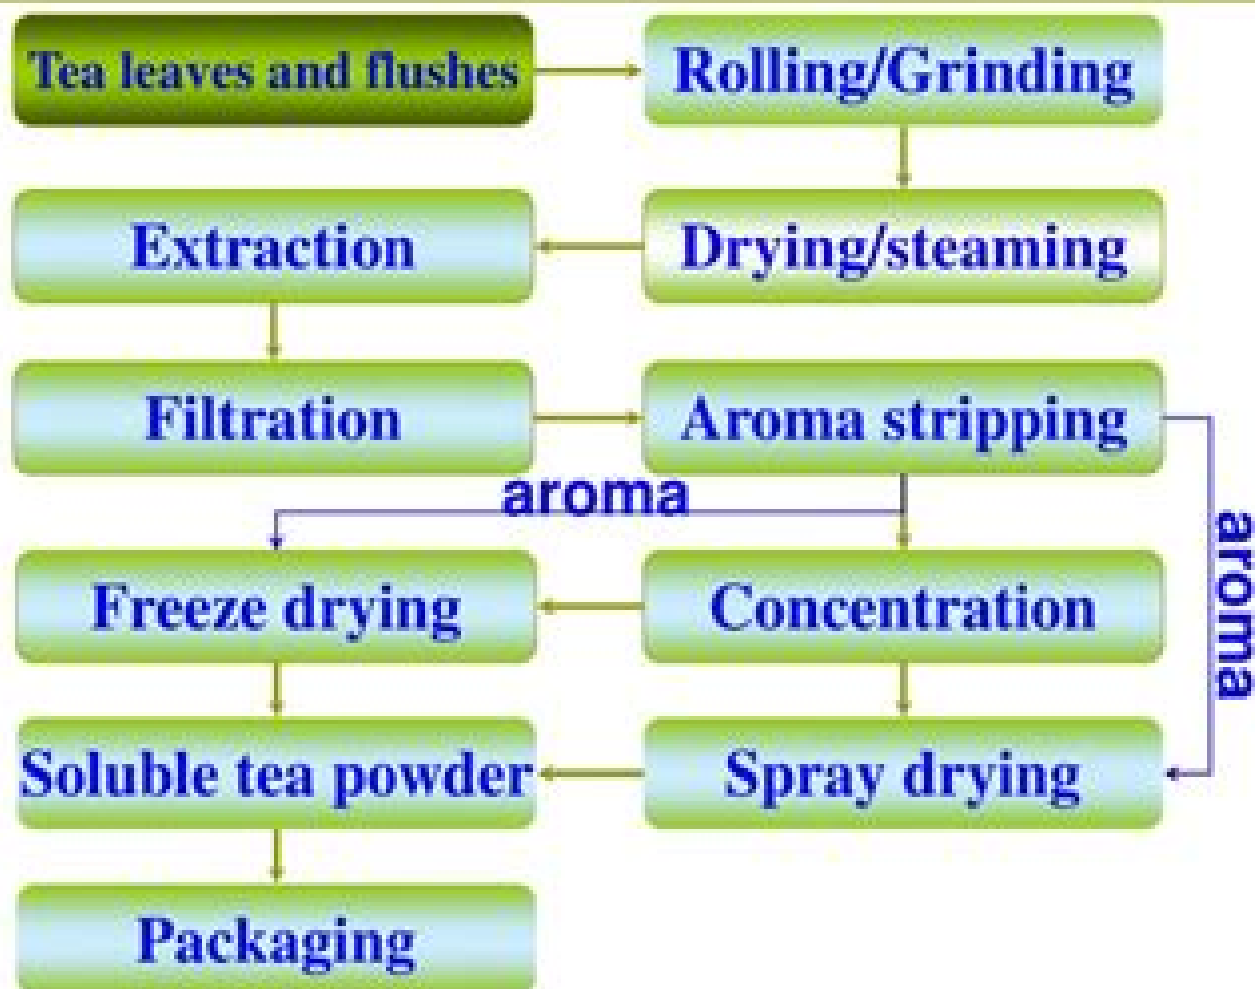 Tea leaves and flushes
Rolling/Grinding
Drying/steaming
Extraction
Filtration
Aroma stripping
aroma
aroma
Concentration
Freeze drying
Spray drying
Soluble tea powder
Packaging